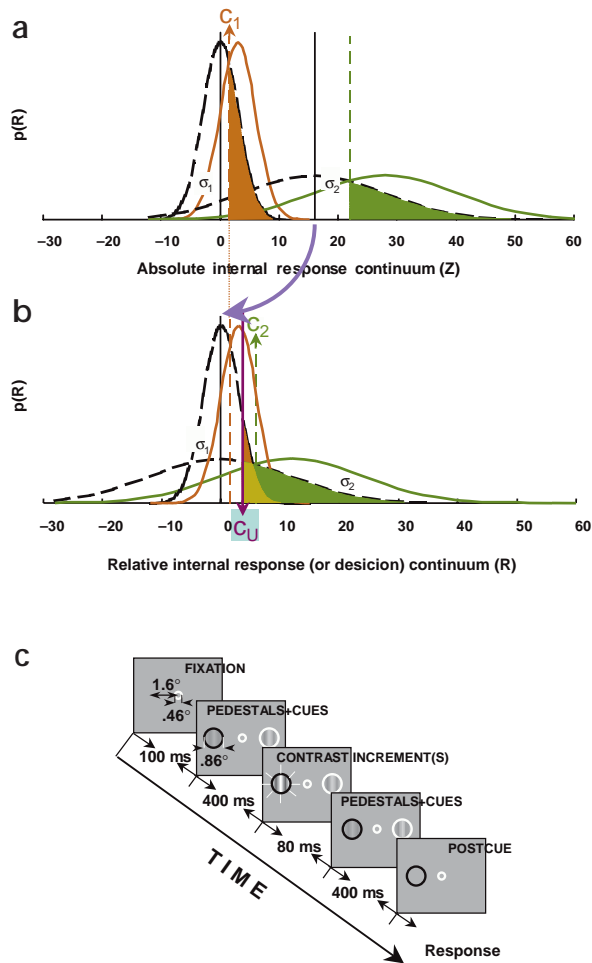 a
C1
p(R)
σ1
σ2
−30 −20 −10 0 10 20 30 40 50 60
Absolute internal response continuum (Z)
b
C2
p(R)
σ1
σ2
−30 −20 −10 0 10 20 30 40 50 60
CU
Relative internal response (or desicion) continuum (R)
c
FIXATION
1.6°
.46°
PEDESTALS+CUES
.86°
100 ms
CONTRAST INCREMENT(S)
400 ms
PEDESTALS+CUES
80 ms
POSTCUE
400 ms
TIME
Response